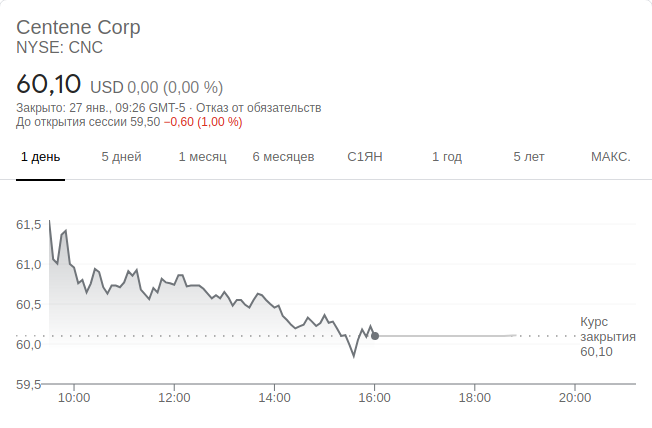 Centene Corp
NYSE: CNC
60,10 USD 0,00 (0,00 %)
Закрыто: 27 янв., 09:26 GMT-5 · Отказ от обязательств
До открытия сессии 59,50 −0,60 (1,00 %)
1 день 5 дней 1 месяц 6 месяцев С1ЯН 1 год 5 лет МАКС.
61,5
61,0
60,5
60,0
59,5
Курс
закрытия
60,10
10:00 12:00 14:00 16:00 18:00 20:00